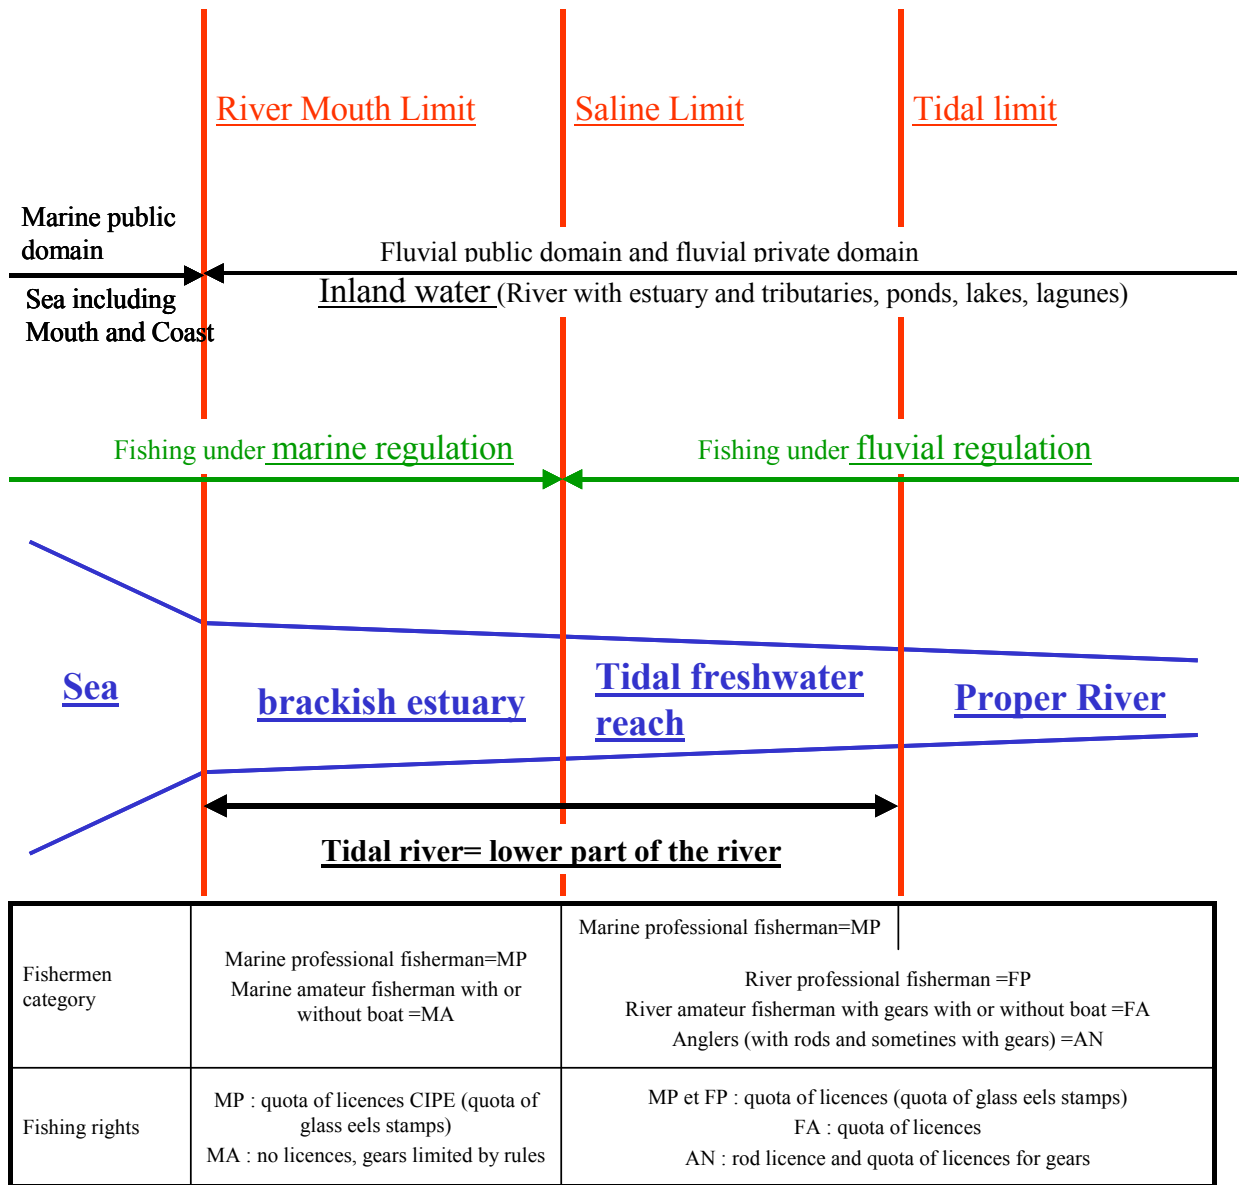 River Mouth Limit
Saline Limit
Tidal limit
Marine public
domain
Fluvial public domain and fluvial private domain
Sea including
Mouth and Coast
Inland water (River with estuary and tributaries, ponds, lakes, lagunes)
Fishing under marine regulation
Fishing under fluvial regulation
Sea
brackish estuary
Tidal freshwater
reach
Proper River
Tidal river= lower part of the river
Fishermen
category
Marine professional fisherman=MP
Marine amateur fisherman with or
without boat =MA
Marine professional fisherman=MP
River professional fisherman =FP
River amateur fisherman with gears with or without boat =FA
Anglers (with rods and sometines with gears) =AN
Fishing rights
MP : quota of licences CIPE (quota of
glass eels stamps)
MA : no licences, gears limited by rules
MP et FP : quota of licences (quota of glass eels stamps)
FA : quota of licences
AN : rod licence and quota of licences for gears